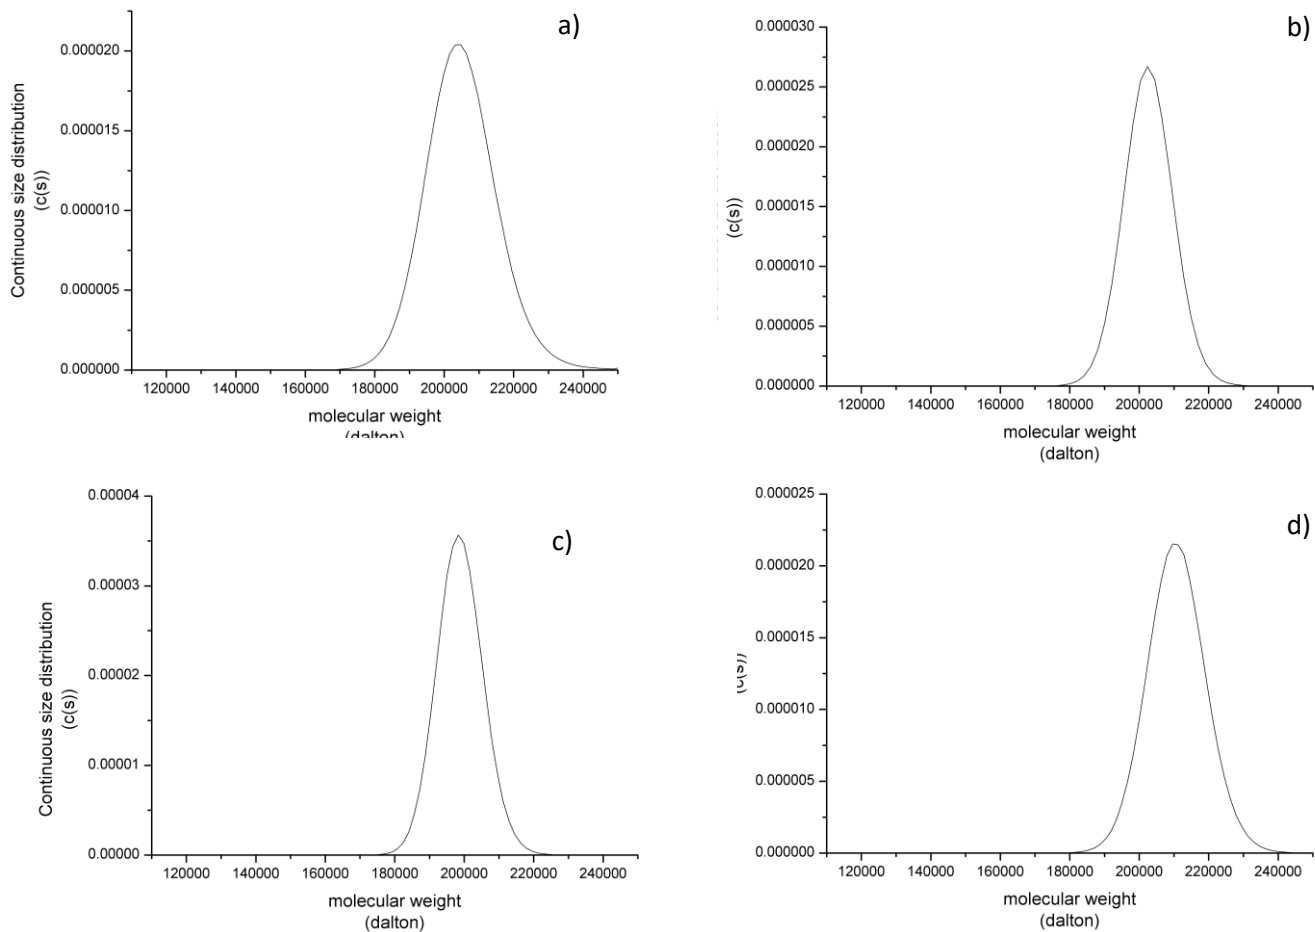 a)
0.000020
0.000015
0.000010
0.000005
0.000000
Continuous size distribution
(c(s))
120000 140000 160000 180000 200000 220000 240000
molecular weight
(dalton)
b)
0.000030
0.000025
0.000020
0.000015
0.000010
0.000005
0.000000
(c(s))
120000 140000 160000 180000 200000 220000 240000
molecular weight
(dalton)
c)
0.00004
0.00003
0.00002
0.00001
0.00000
Continuous size distribution
(c(s))
120000 140000 160000 180000 200000 220000 240000
molecular weight
(dalton)
d)
0.000025
0.000020
0.000015
0.000010
0.000005
0.000000
(c(s))
120000 140000 160000 180000 200000 220000 240000
molecular weight
(dalton)